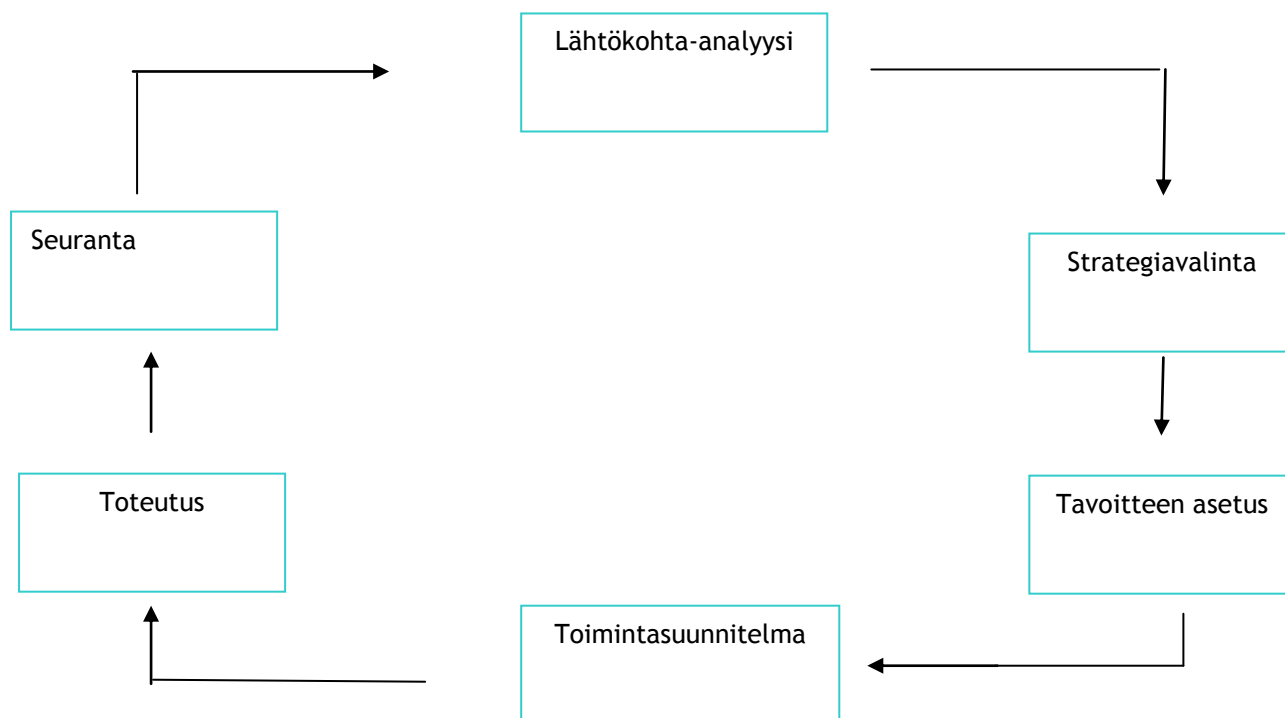 Lähtökohta-analyysi
Seuranta
Strategiavalinta
Toteutus
Tavoitteen asetus
Toimintasuunnitelma